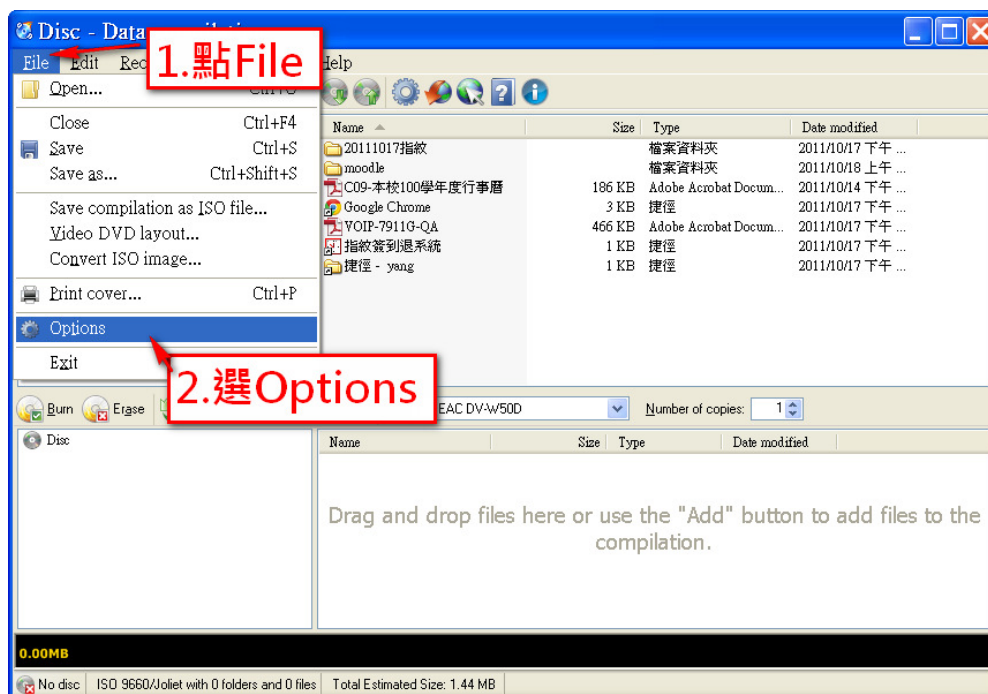 Disc - Data
File Edit Help
1.點File
Open...
Close Ctrl+F4
Save Ctrl+S
Save as... Ctrl+Shift+S
Save compilation as ISO file...
Video DVD layout...
Convert ISO image...
Print cover... Ctrl+P
Options
Exit
2.選Options
Name Size Type Date modified
20111017指紋 檔案資料夾 2011/10/17 下午 ...
moodle 檔案資料夾 2011/10/18 上午 ...
C09-本校100學年度行事曆 186 KB Adobe Acrobat Docum... 2011/10/14 下午 ...
Google Chrome 3 KB 捷徑 2011/10/17 下午 ...
VOIP-7911G-QA 466 KB Adobe Acrobat Docum... 2011/10/17 下午 ...
指紋簽到退系統 1 KB 捷徑 2011/10/17 下午 ...
捷徑 - yang 1 KB 捷徑 2011/10/17 下午 ...
Burn Erase EAC DV-W50D Number of copies: 1
Disc
Name Size Type Date modified
Drag and drop files here or use the "Add" button to add files to the
compilation.
0.00MB
No disc ISO 9660/Joliet with 0 folders and 0 files Total Estimated Size: 1.44 MB